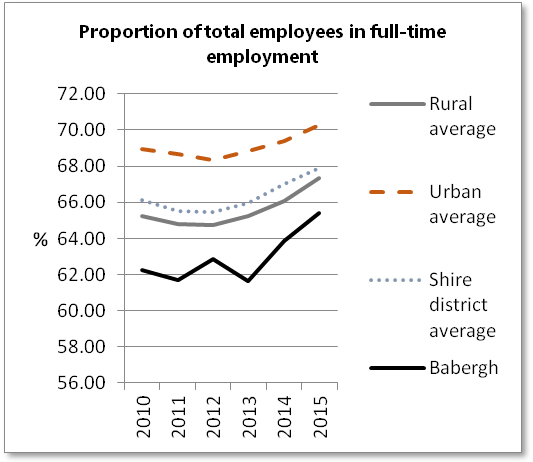 Proportion of total employees in full-time
employment
72.00
70.00
68.00
66.00
64.00
62.00
60.00
58.00
56.00
%
2010
2011
2012
2013
2014
2015
Rural
average
Urban
average
Shire
district
average
Babergh